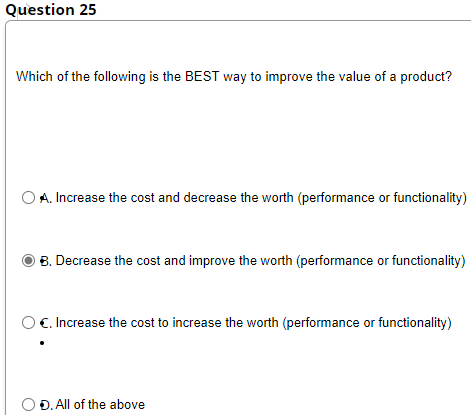 Question 25
Which of the following is the BEST way to improve the value of a product?
A. Increase the cost and decrease the worth (performance or functionality)
B. Decrease the cost and improve the worth (performance or functionality)
C. Increase the cost to increase the worth (performance or functionality)
D. All of the above